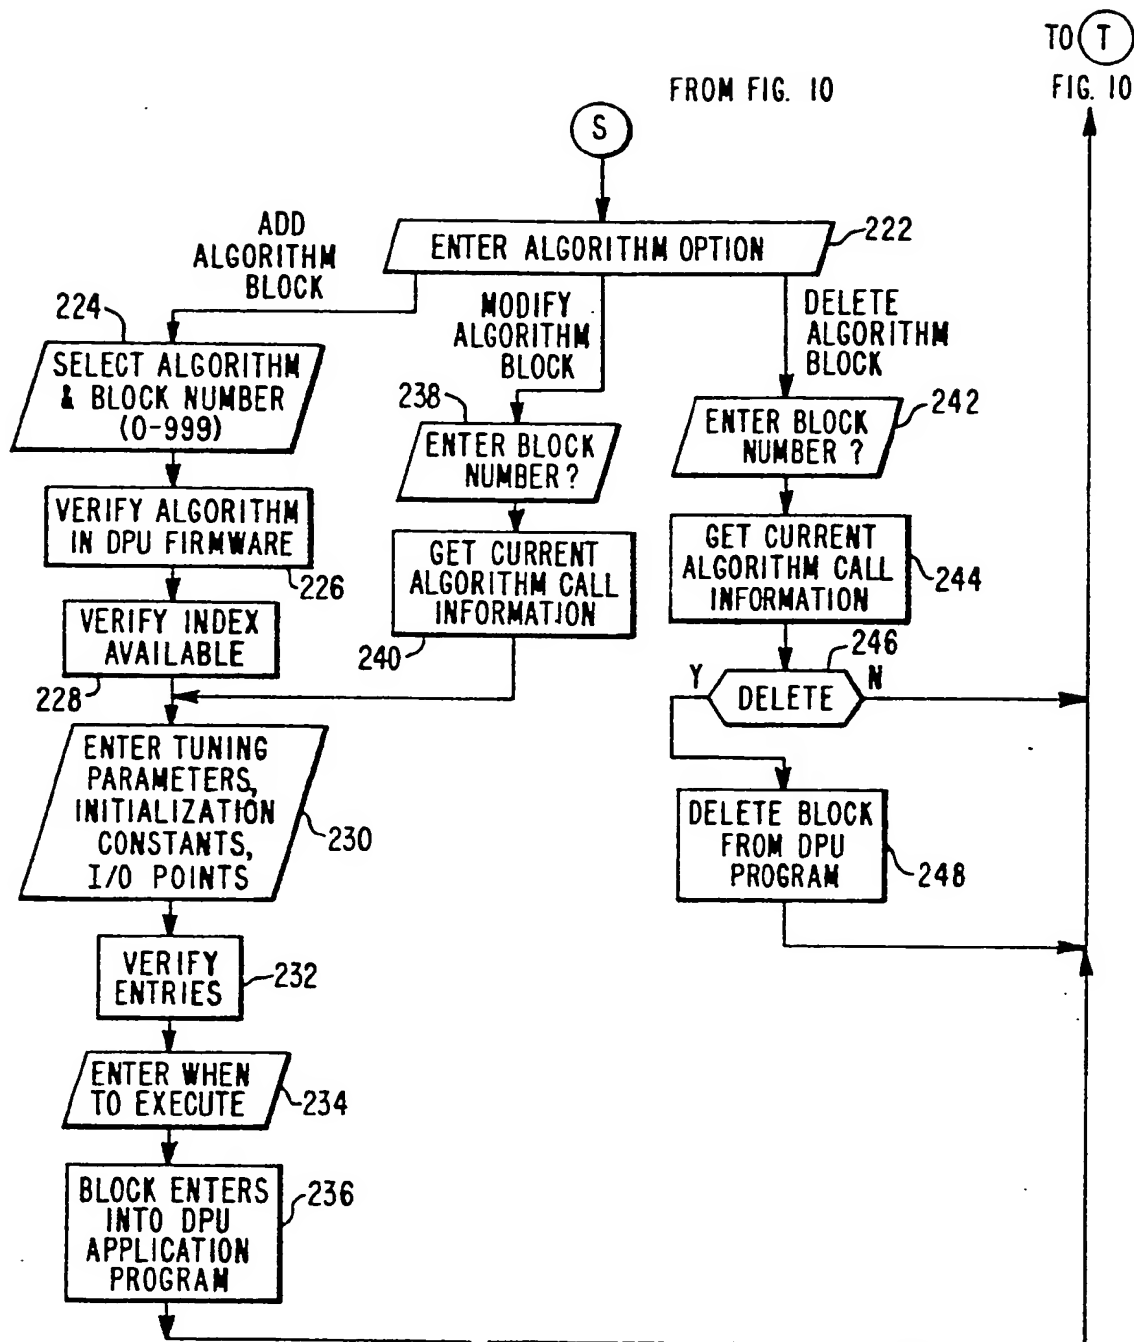 TO T
FIG. 10
FROM FIG. 10
S
ENTER ALGORITHM OPTION
222
ADD
ALGORITHM
BLOCK
MODIFY
ALGORITHM
BLOCK
DELETE
ALGORITHM
BLOCK
224
SELECT ALGORITHM
& BLOCK NUMBER
(0-999)
VERIFY ALGORITHM
IN DPU FIRMWARE
226
VERIFY INDEX
AVAILABLE
228
238
ENTER BLOCK
NUMBER?
GET CURRENT
ALGORITHM CALL
INFORMATION
240
242
ENTER BLOCK
NUMBER ?
GET CURRENT
ALGORITHM CALL
INFORMATION
244
246
Y
DELETE
N
DELETE BLOCK
FROM DPU
PROGRAM
248
ENTER TUNING
PARAMETERS,
INITIALIZATION
CONSTANTS,
I/O POINTS
230
VERIFY
ENTRIES
232
ENTER WHEN
TO EXECUTE
234
BLOCK ENTERS
INTO DPU
APPLICATION
PROGRAM
236